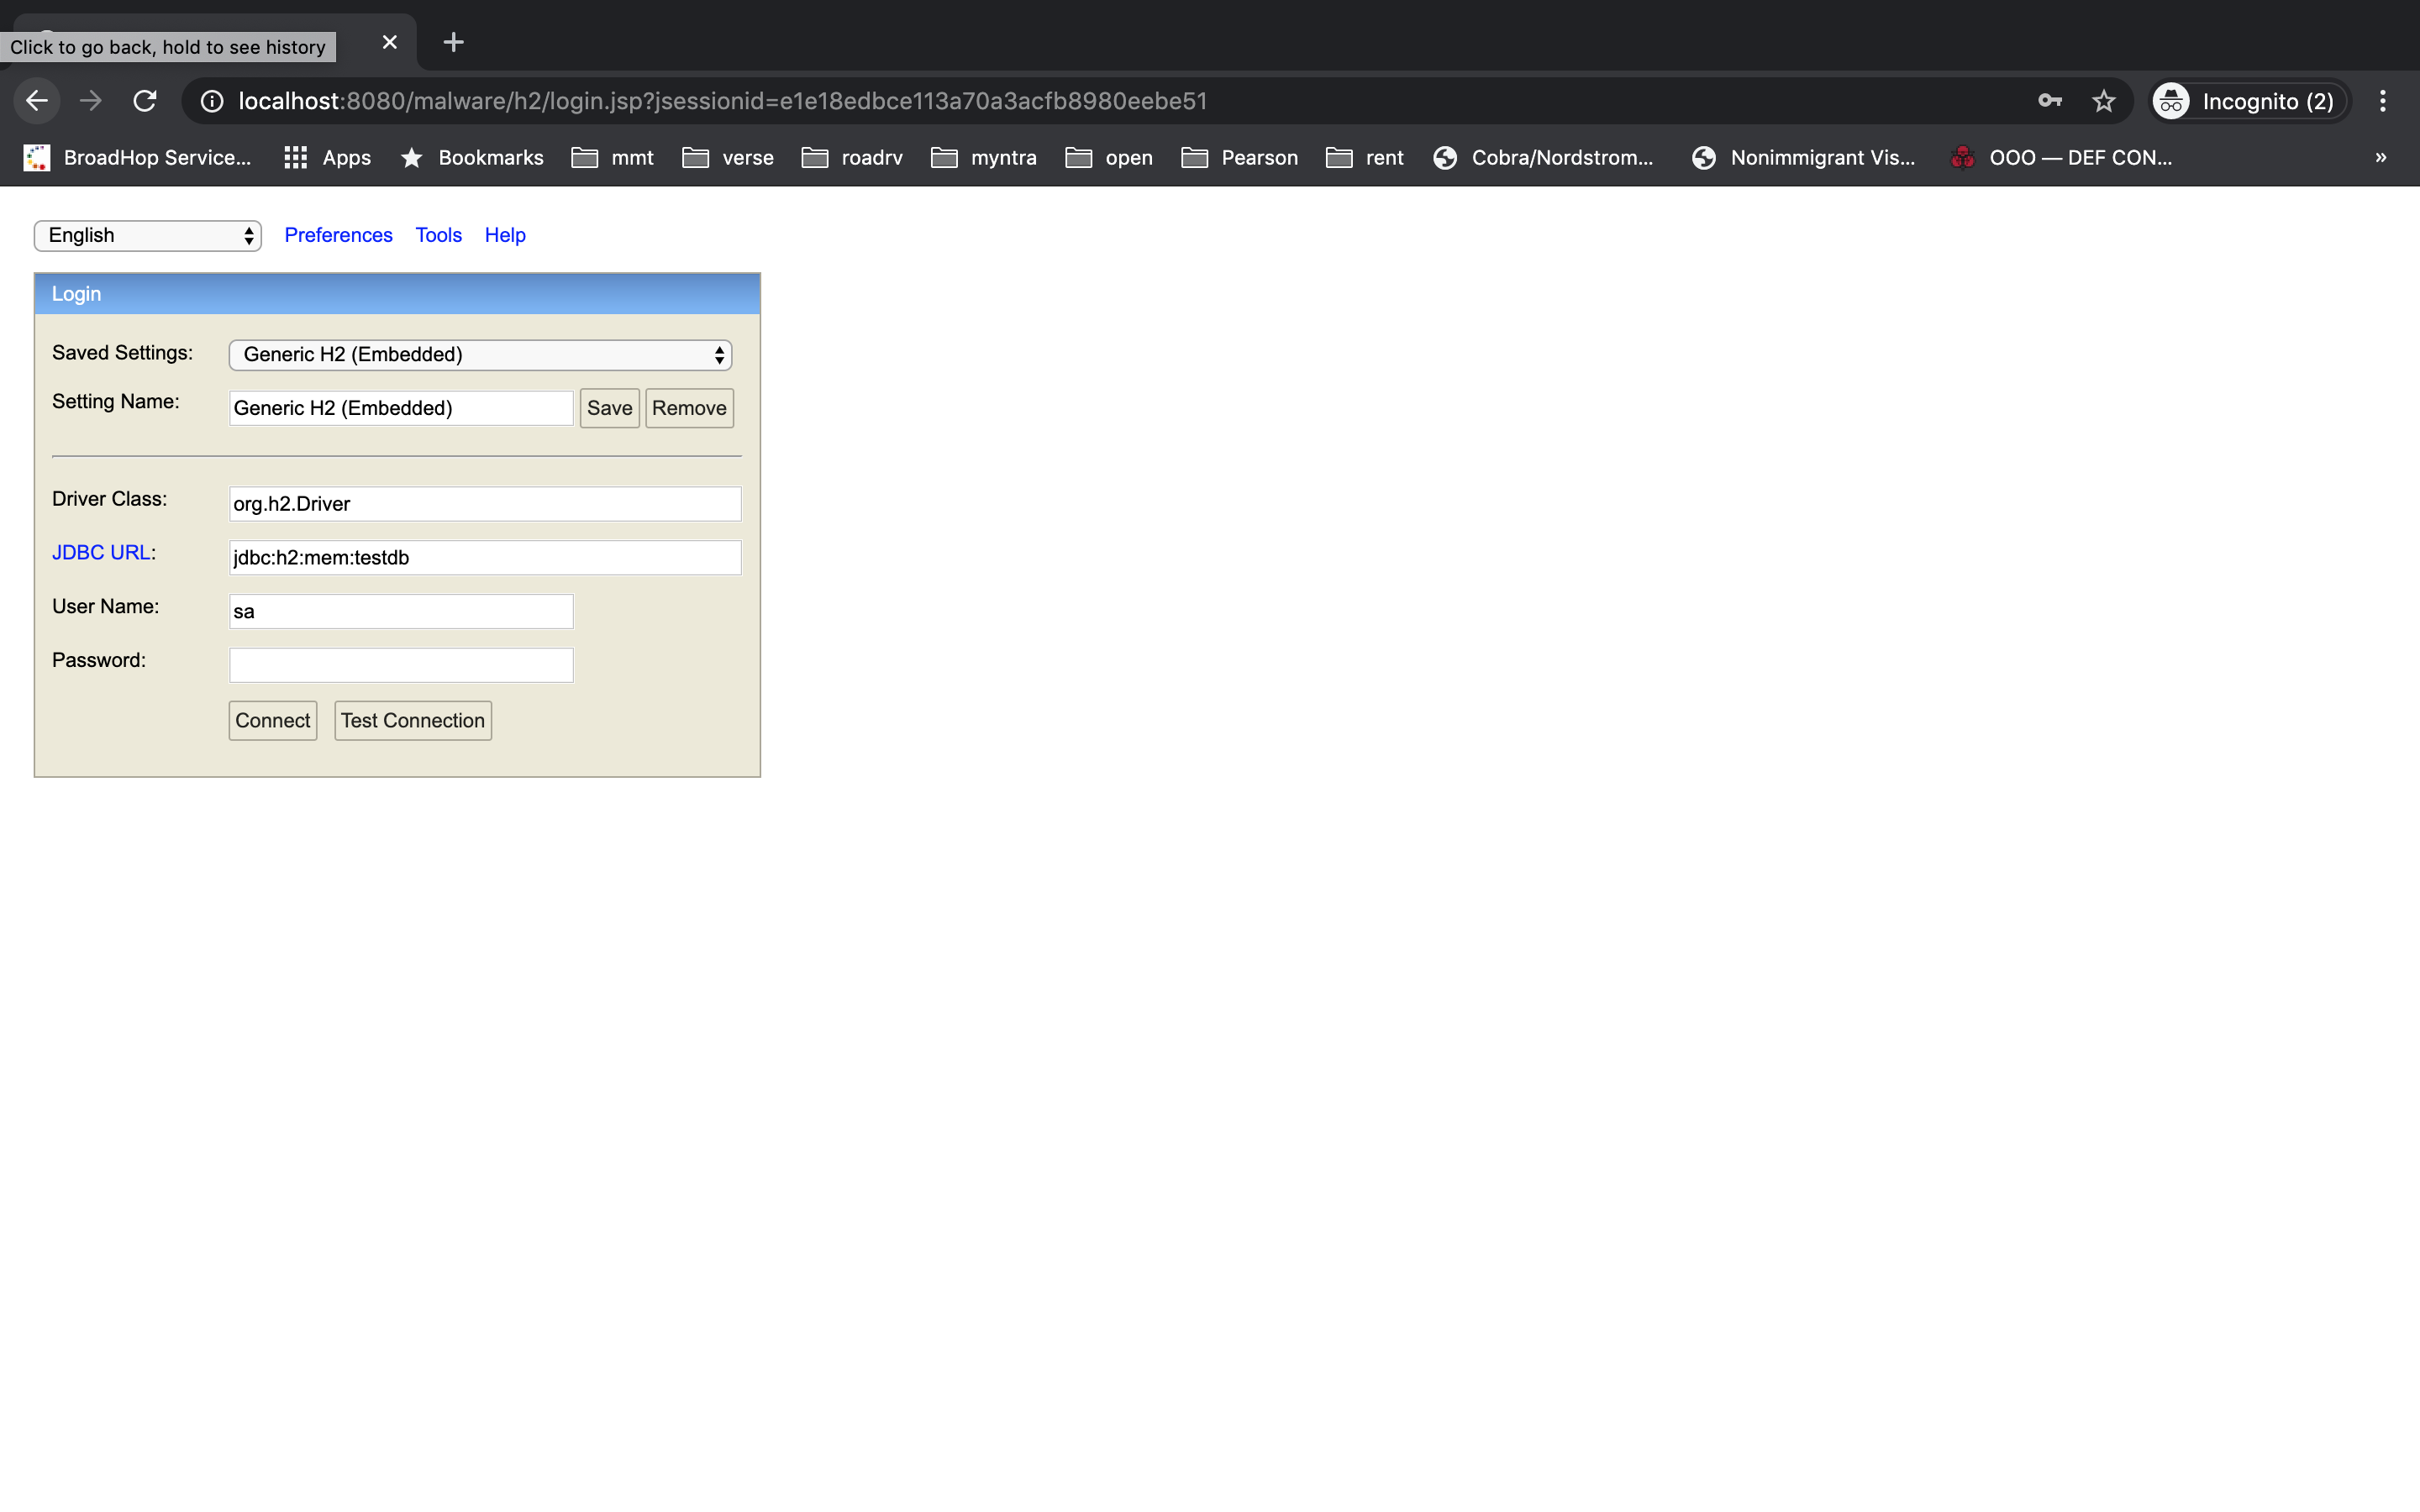 Click to go back, hold to see history
localhost:8080/malware/h2/login.jsp?jsessionid=e1e18edbce113a70a3acfb8980eebe51
Incognito (2)
BroadHop Service... Apps Bookmarks mmt verse roadrv myntra open Pearson rent Cobra/Nordstrom... Nonimmigrant Vis... OOO — DEF CON... »
English Preferences Tools Help
Login
Saved Settings: Generic H2 (Embedded)
Setting Name: Generic H2 (Embedded) Save Remove
Driver Class: org.h2.Driver
JDBC URL: jdbc:h2:mem:testdb
User Name: sa
Password:
Connect Test Connection